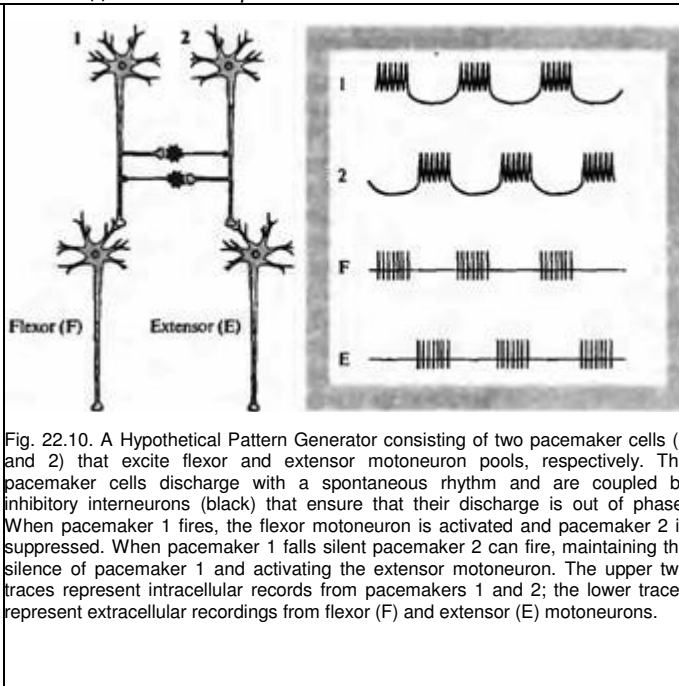 1
2
Flexor (F)
Extensor (E)
1
2
F
E
Fig. 22.10. A Hypothetical Pattern Generator consisting of two pacemaker cells (
and 2) that excite flexor and extensor motoneuron pools, respectively. Th
pacemaker cells discharge with a spontaneous rhythm and are coupled b
inhibitory interneurons (black) that ensure that their discharge is out of phase
When pacemaker 1 fires, the flexor motoneuron is activated and pacemaker 2 i
suppressed. When pacemaker 1 falls silent pacemaker 2 can fire, maintaining th
silence of pacemaker 1 and activating the extensor motoneuron. The upper tw
traces represent intracellular records from pacemakers 1 and 2; the lower trace
represent extracellular recordings from flexor (F) and extensor (E) motoneurons.